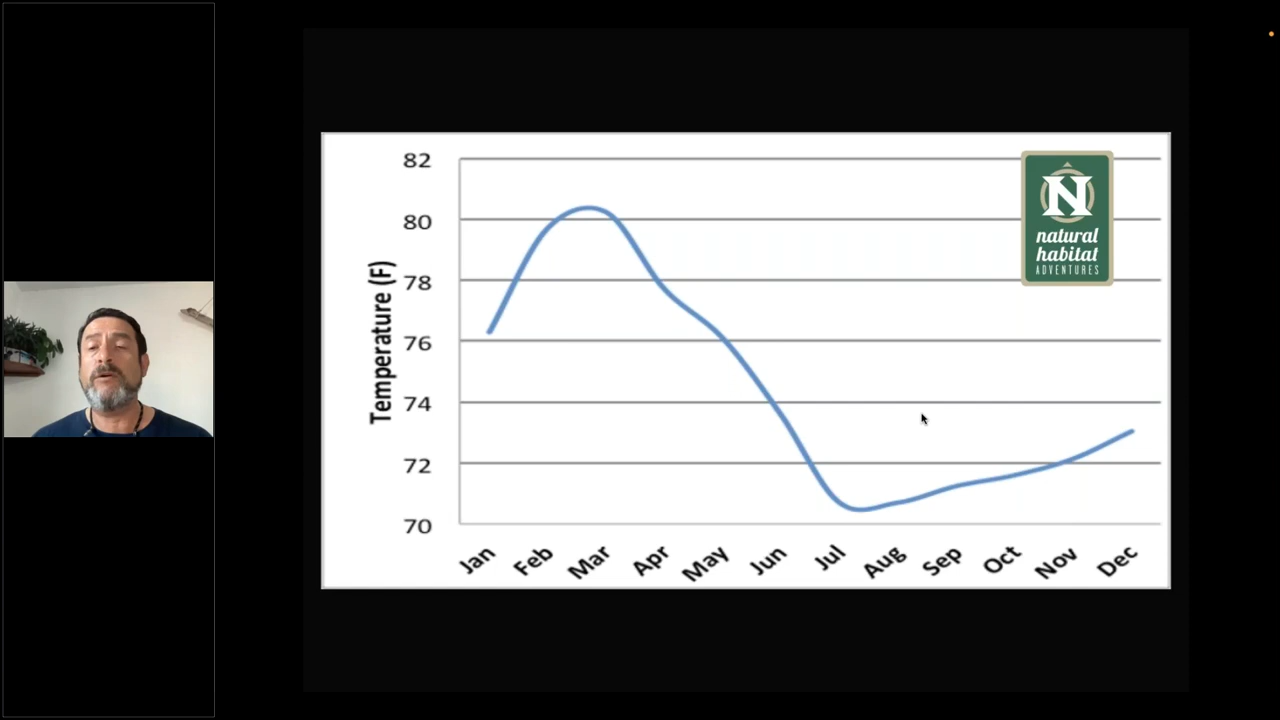 82
80
78
76
74
72
70
Temperature (F)
Jan Feb Mar Apr May Jun Jul Aug Sep Oct Nov Dec
N
natural
habitat
ADVENTURES